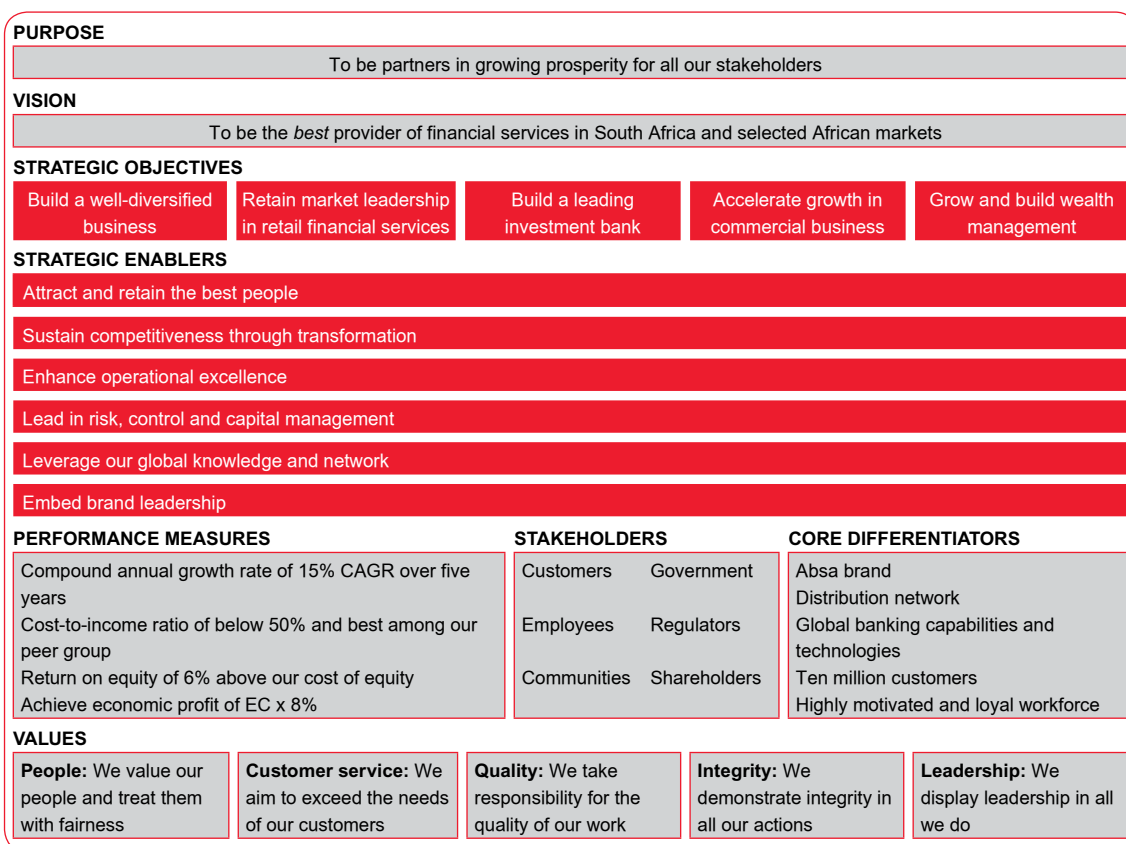 PURPOSE
To be partners in growing prosperity for all our stakeholders
VISION
To be the best provider of financial services in South Africa and selected African markets
STRATEGIC OBJECTIVES
Build a well-diversified
business
Retain market leadership
in retail financial services
Build a leading
investment bank
Accelerate growth in
commercial business
Grow and build wealth
management
STRATEGIC ENABLERS
Attract and retain the best people
Sustain competitiveness through transformation
Enhance operational excellence
Lead in risk, control and capital management
Leverage our global knowledge and network
Embed brand leadership
PERFORMANCE MEASURES
Compound annual growth rate of 15% CAGR over five
years
Cost-to-income ratio of below 50% and best among our
peer group
Return on equity of 6% above our cost of equity
Achieve economic profit of EC x 8%
STAKEHOLDERS
Customers Government
Employees Regulators
Communities Shareholders
CORE DIFFERENTIATORS
Absa brand
Distribution network
Global banking capabilities and
technologies
Ten million customers
Highly motivated and loyal workforce
VALUES
People: We value our
people and treat them
with fairness
Customer service: We
aim to exceed the needs
of our customers
Quality: We take
responsibility for the
quality of our work
Integrity: We
demonstrate integrity in
all our actions
Leadership: We
display leadership in all
we do